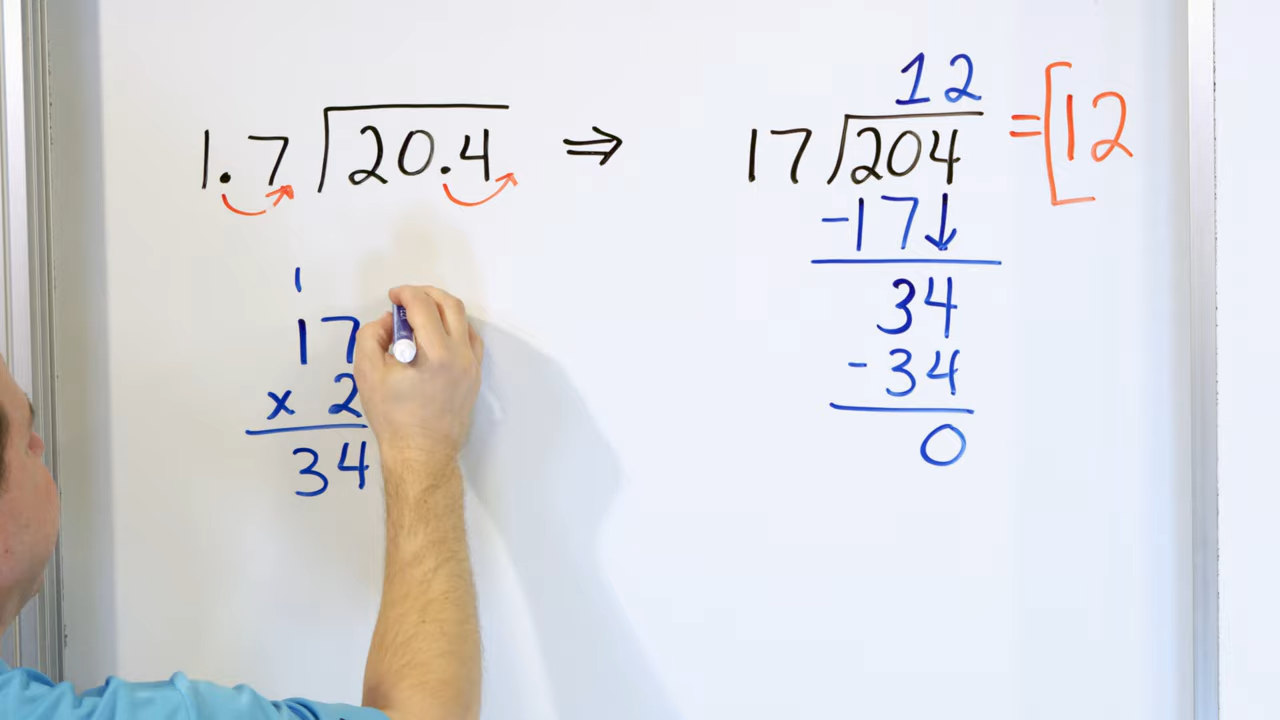 1.7 ⟌ 20.4 ⇒
1
17
x 2
34
12
17 ⟌ 204 = [12
-17↓
34
-34
0